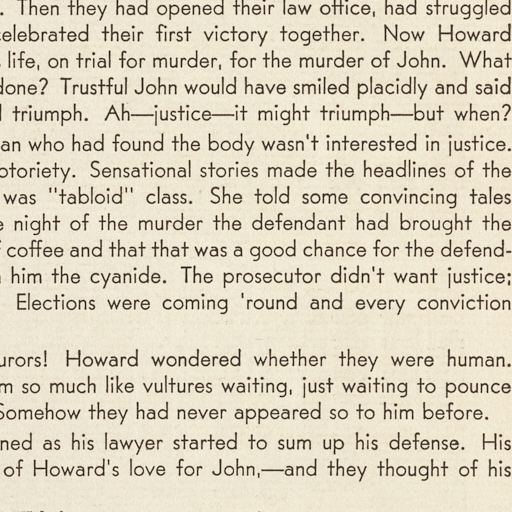 . Then they had opened their law office, had struggled
celebrated their first victory together. Now Howard
life, on trial for murder, for the murder of John. What
done? Trustful John would have smiled placidly and said
triumph. Ah—justice—it might triumph—but when?
an who had found the body wasn't interested in justice.
otoriety. Sensational stories made the headlines of the
was "tabloid" class. She told some convincing tales
e night of the murder the defendant had brought the
f coffee and that that was a good chance for the defend-
him the cyanide. The prosecutor didn't want justice;
Elections were coming 'round and every conviction
urors! Howard wondered whether they were human.
m so much like vultures waiting, just waiting to pounce
Somehow they had never appeared so to him before.
ned as his lawyer started to sum up his defense. His
of Howard's love for John,—and they thought of his